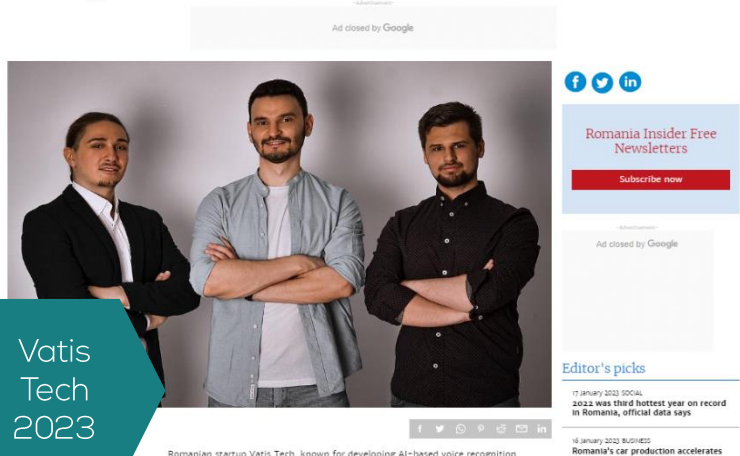 - Advertisement -
Ad closed by Google
Romania Insider Free
Newsletters
Subscribe now
- Advertisement -
Ad closed by Google
Editor's picks
17 January 2023 SOCIAL
2022 was third hottest year on record
in Romania, official data says
16 January 2023 BUSINESS
Romania's car production accelerates
Vatis
Tech
2023
Romanian startup Vatis Tech, known for developing AI-based voice recognition